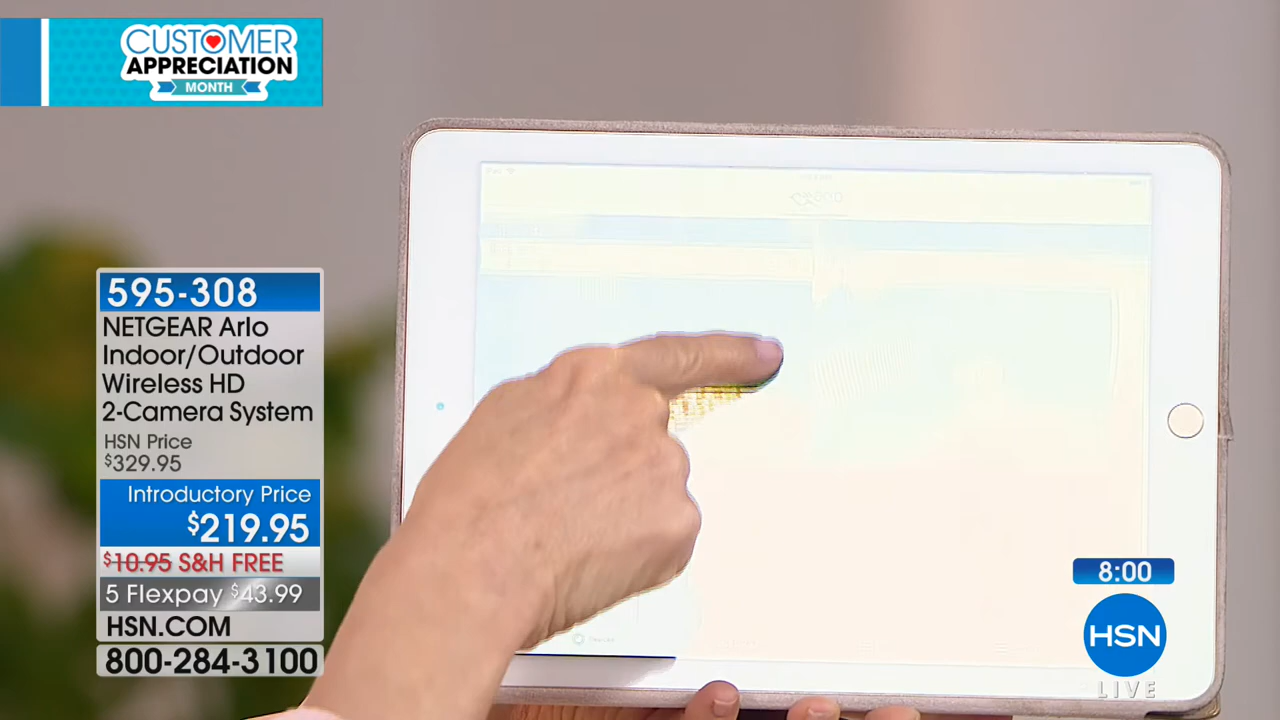 CUSTOMER
APPRECIATION
MONTH
595-308
NETGEAR Arlo
Indoor/Outdoor
Wireless HD
2-Camera System
HSN Price
$329.95
Introductory Price
$219.95
$10.95 S&H FREE
5 Flexpay $43.99
HSN.COM
800-284-3100
8:00
HSN
LIVE